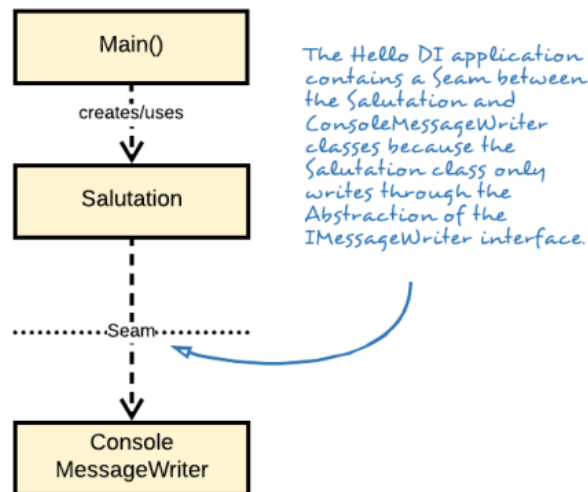 Main()
creates/uses
Salutation
Seam
Console
MessageWriter
The Hello DI application
contains a Seam between
the Salutation and
ConsoleMessageWriter
classes because the
Salutation class only
writes through the
Abstraction of the
IMessageWriter interface.